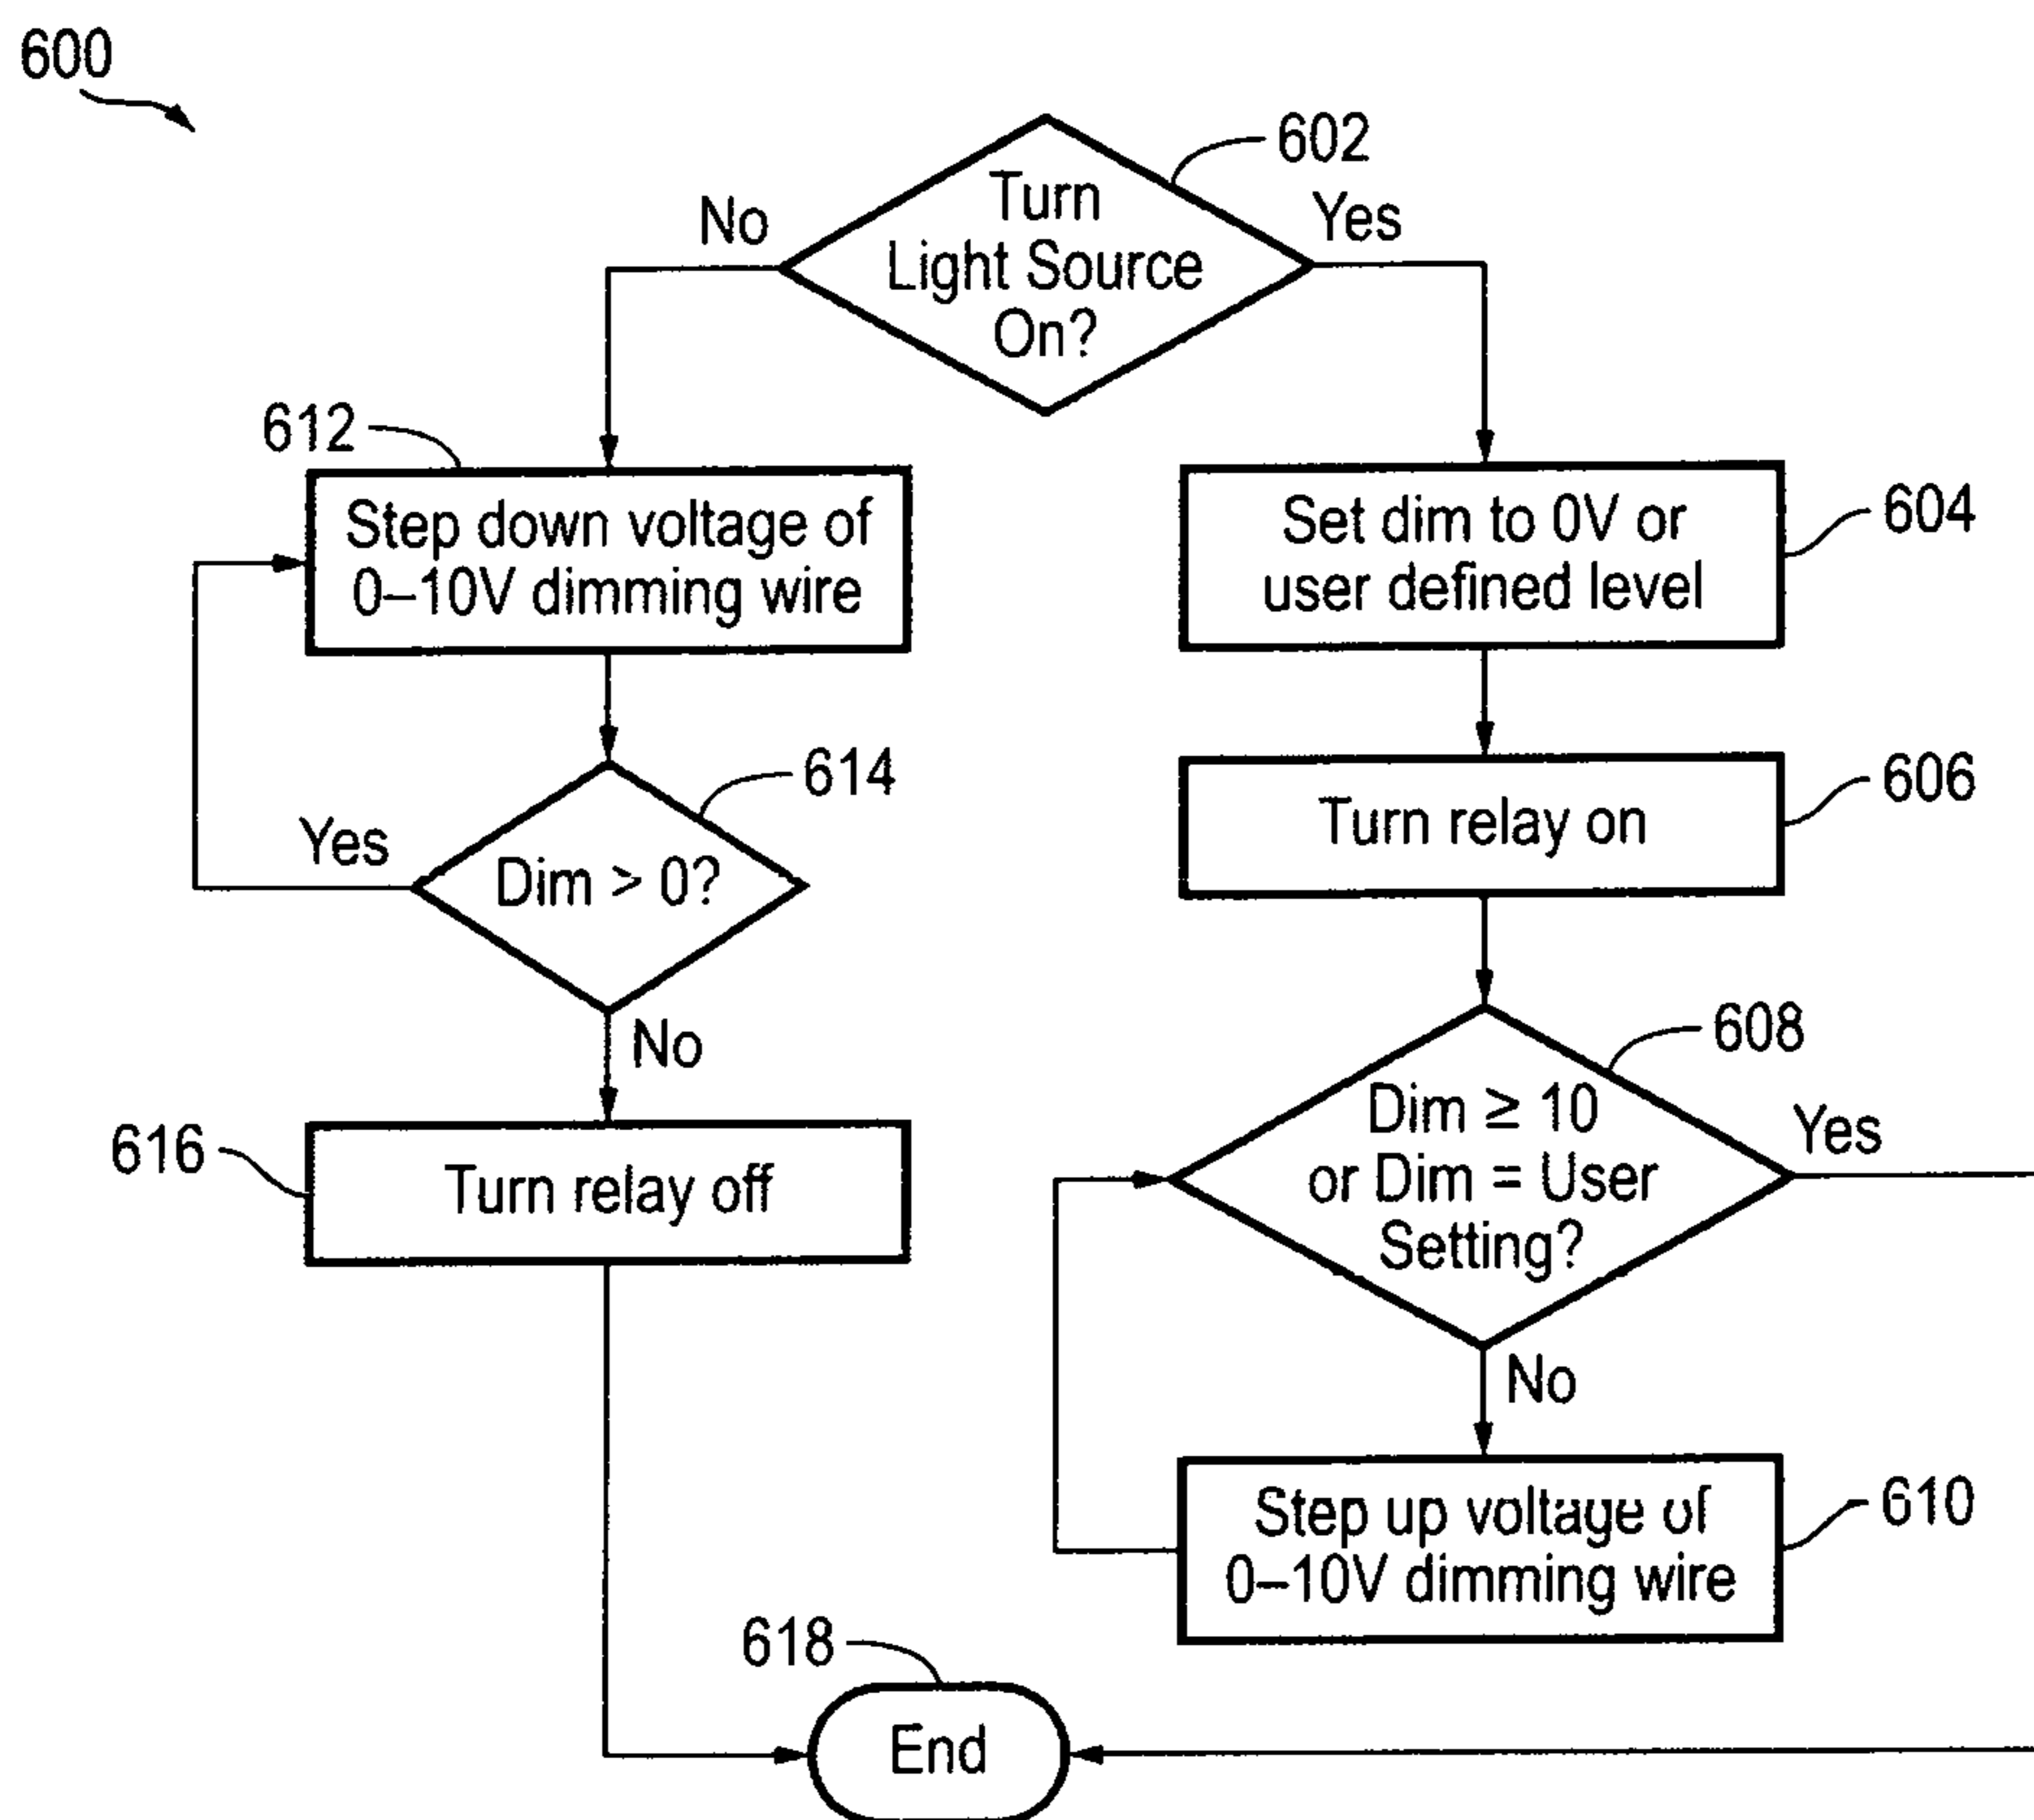 600
602
Turn
Light Source
On?
No
Yes
612
Step down voltage of
0–10V dimming wire
Set dim to 0V or
user defined level
604
614
Yes
Dim > 0?
No
Turn relay on
606
608
Dim ≥ 10
or Dim = User
Setting?
Yes
No
616
Turn relay off
Step up voltage of
0–10V dimming wire
610
618
End